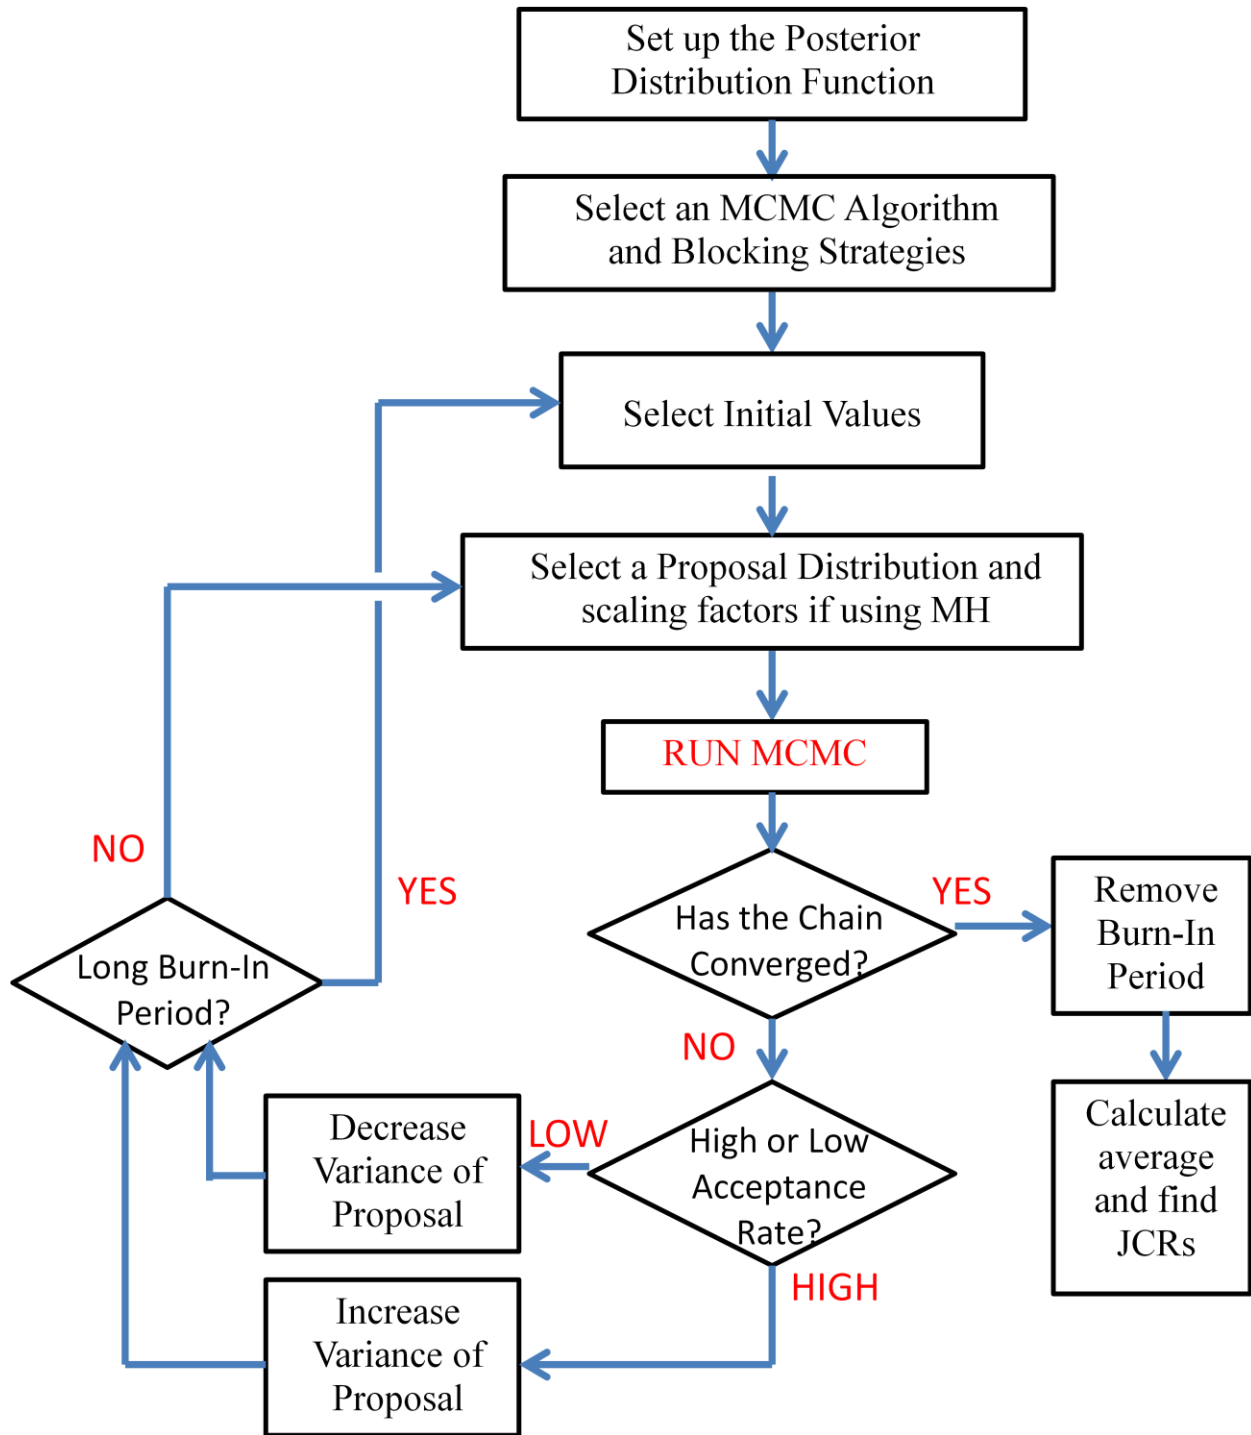 Set up the Posterior
Distribution Function
Select an MCMC Algorithm
and Blocking Strategies
Select Initial Values
Select a Proposal Distribution and
scaling factors if using MH
RUN MCMC
NO
YES
Has the Chain
Converged?
YES
Remove
Burn-In
Period
Long Burn-In
Period?
NO
High or Low
Acceptance
Rate?
LOW
Decrease
Variance of
Proposal
Calculate
average
and find
JCRs
HIGH
Increase
Variance of
Proposal